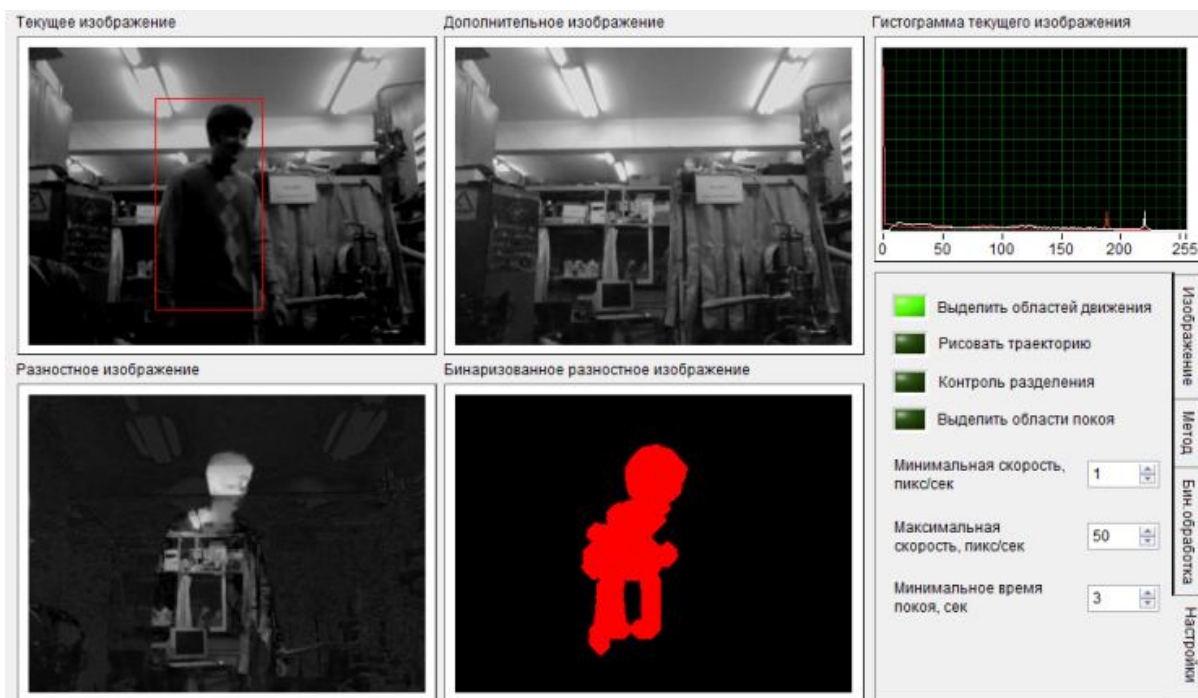 Текущее изображение
Дополнительное изображение
Гистограмма текущего изображения
0 50 100 150 200 255
Выделить областей движения
Рисовать траекторию
Контроль разделения
Выделить области покоя
Минимальная скорость,
пикс/сек
1
Максимальная
скорость, пикс/сек
50
Минимальное время
покоя, сек
3
Изображение
Метод
Бин.обработка
Настройки
Разностное изображение
Бинаризованное разностное изображение